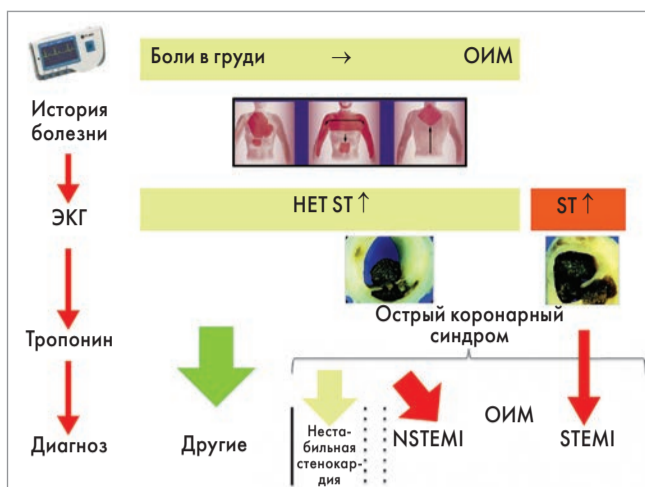 Боли в груди → ОИМ
История
болезни
ЭКГ
НЕТ ST ↑
ST ↑
Острый коронарный
синдром
Тропонин
Диагноз
Другие
Неста-
бильная
стенокар-
дия
NSTEMI
ОИМ
STEMI